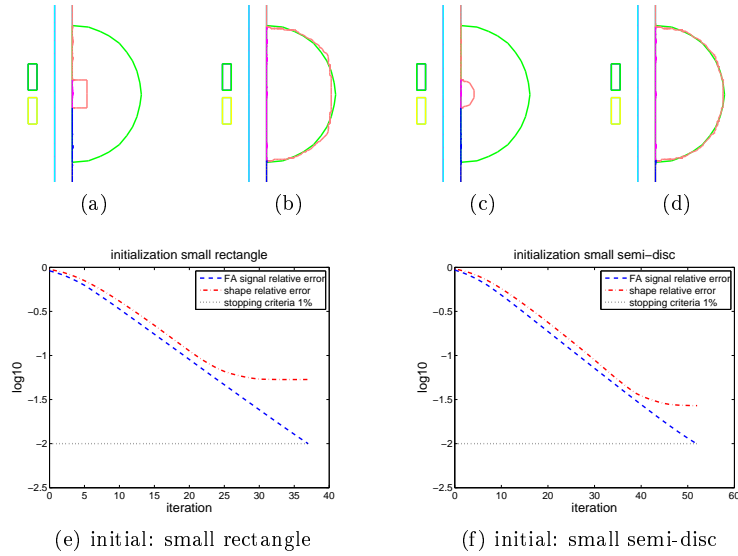 (a)
(b)
(c)
(d)
initialization small rectangle
0
−0.5
−1
−1.5
−2
−2.5
log10
FA signal relative error
shape relative error
stopping criteria 1%
0 5 10 15 20 25 30 35 40
iteration
(e) initial: small rectangle
initialization small semi−disc
0
−0.5
−1
−1.5
−2
−2.5
log10
FA signal relative error
shape relative error
stopping criteria 1%
0 10 20 30 40 50 60
iteration
(f) initial: small semi-disc